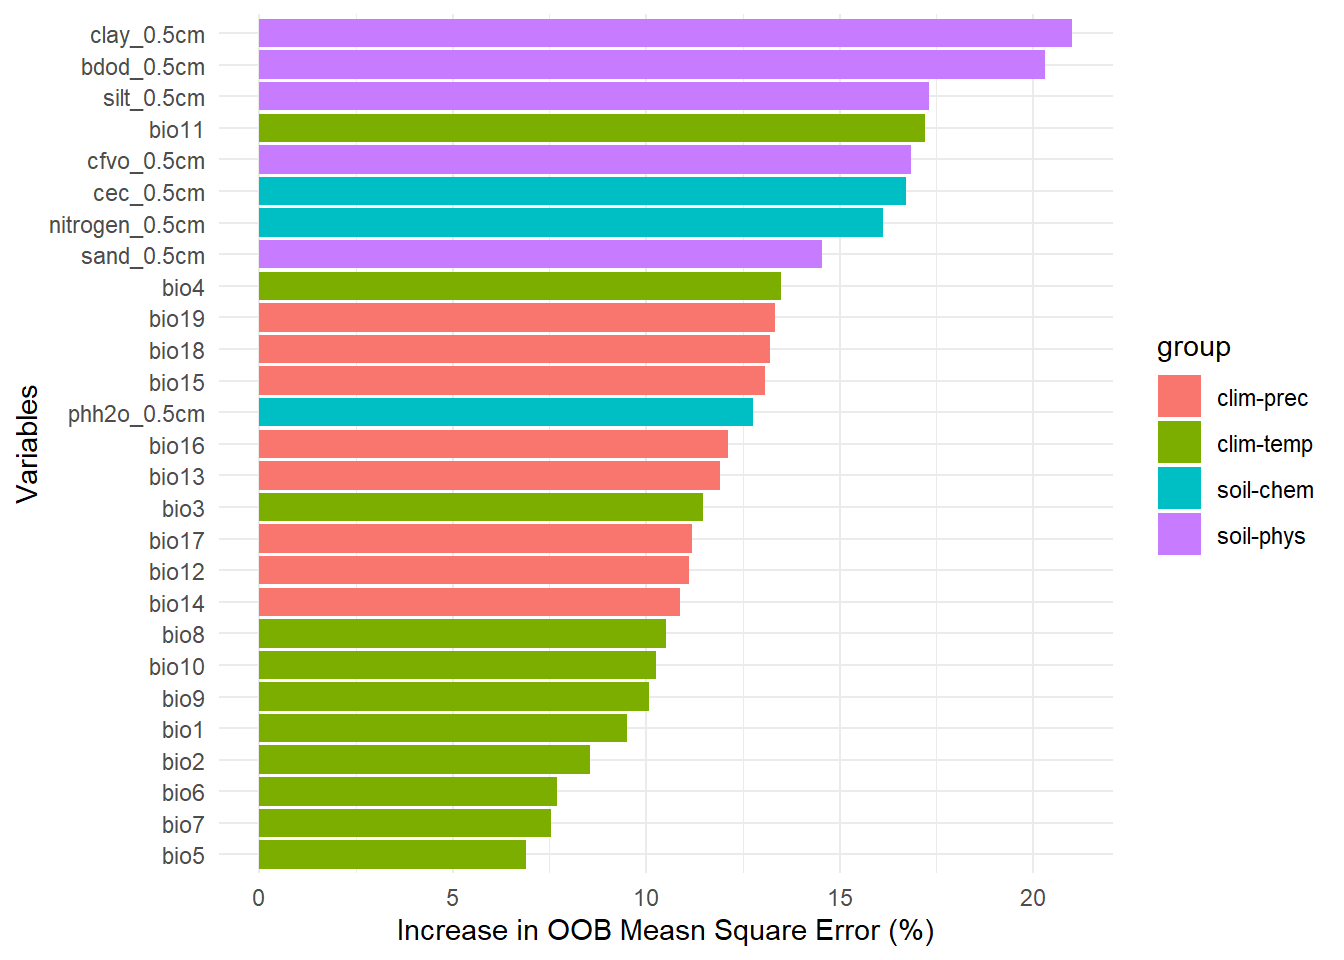 clay_0.5cm
bdod_0.5cm
silt_0.5cm
bio11
cfvo_0.5cm
cec_0.5cm
nitrogen_0.5cm
sand_0.5cm
bio4
bio19
bio18
bio15
phh2o_0.5cm
bio16
bio13
bio3
bio17
bio12
bio14
bio8
bio10
bio9
bio1
bio2
bio6
bio7
bio5
Variables
0 5 10 15 20
Increase in OOB Measn Square Error (%)
group
clim-prec
clim-temp
soil-chem
soil-phys